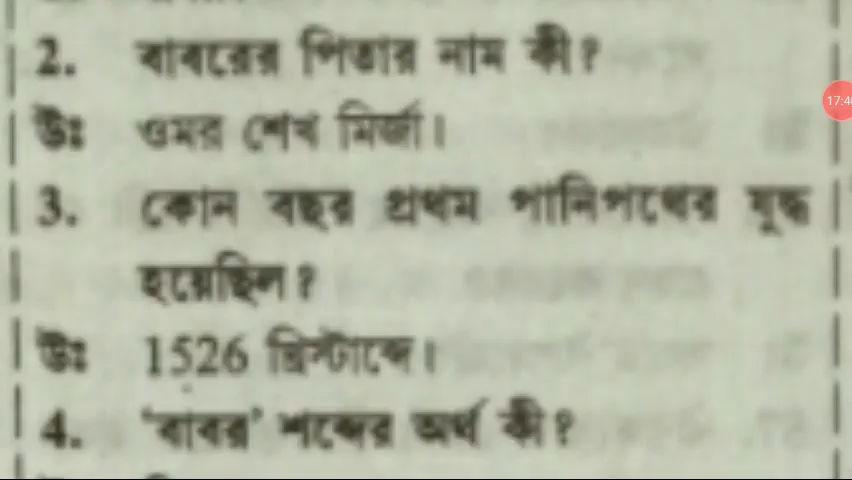 2. বাবরের পিতার নাম কী?
উঃ ওমর শেখ মির্জা।
3. কোন বছর প্রথম পানিপথের যুদ্ধ
হয়েছিল?
উঃ 1526 খ্রিস্টাব্দে।
4. ‘বাবর’ শব্দের অর্থ কী?